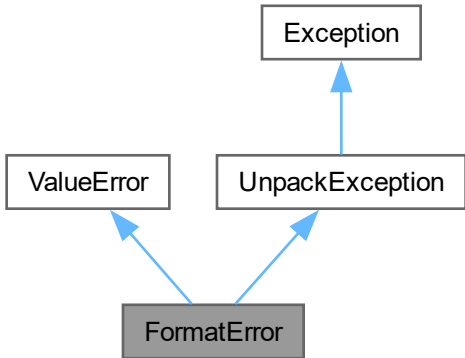 Exception
ValueError
UnpackException
FormatError